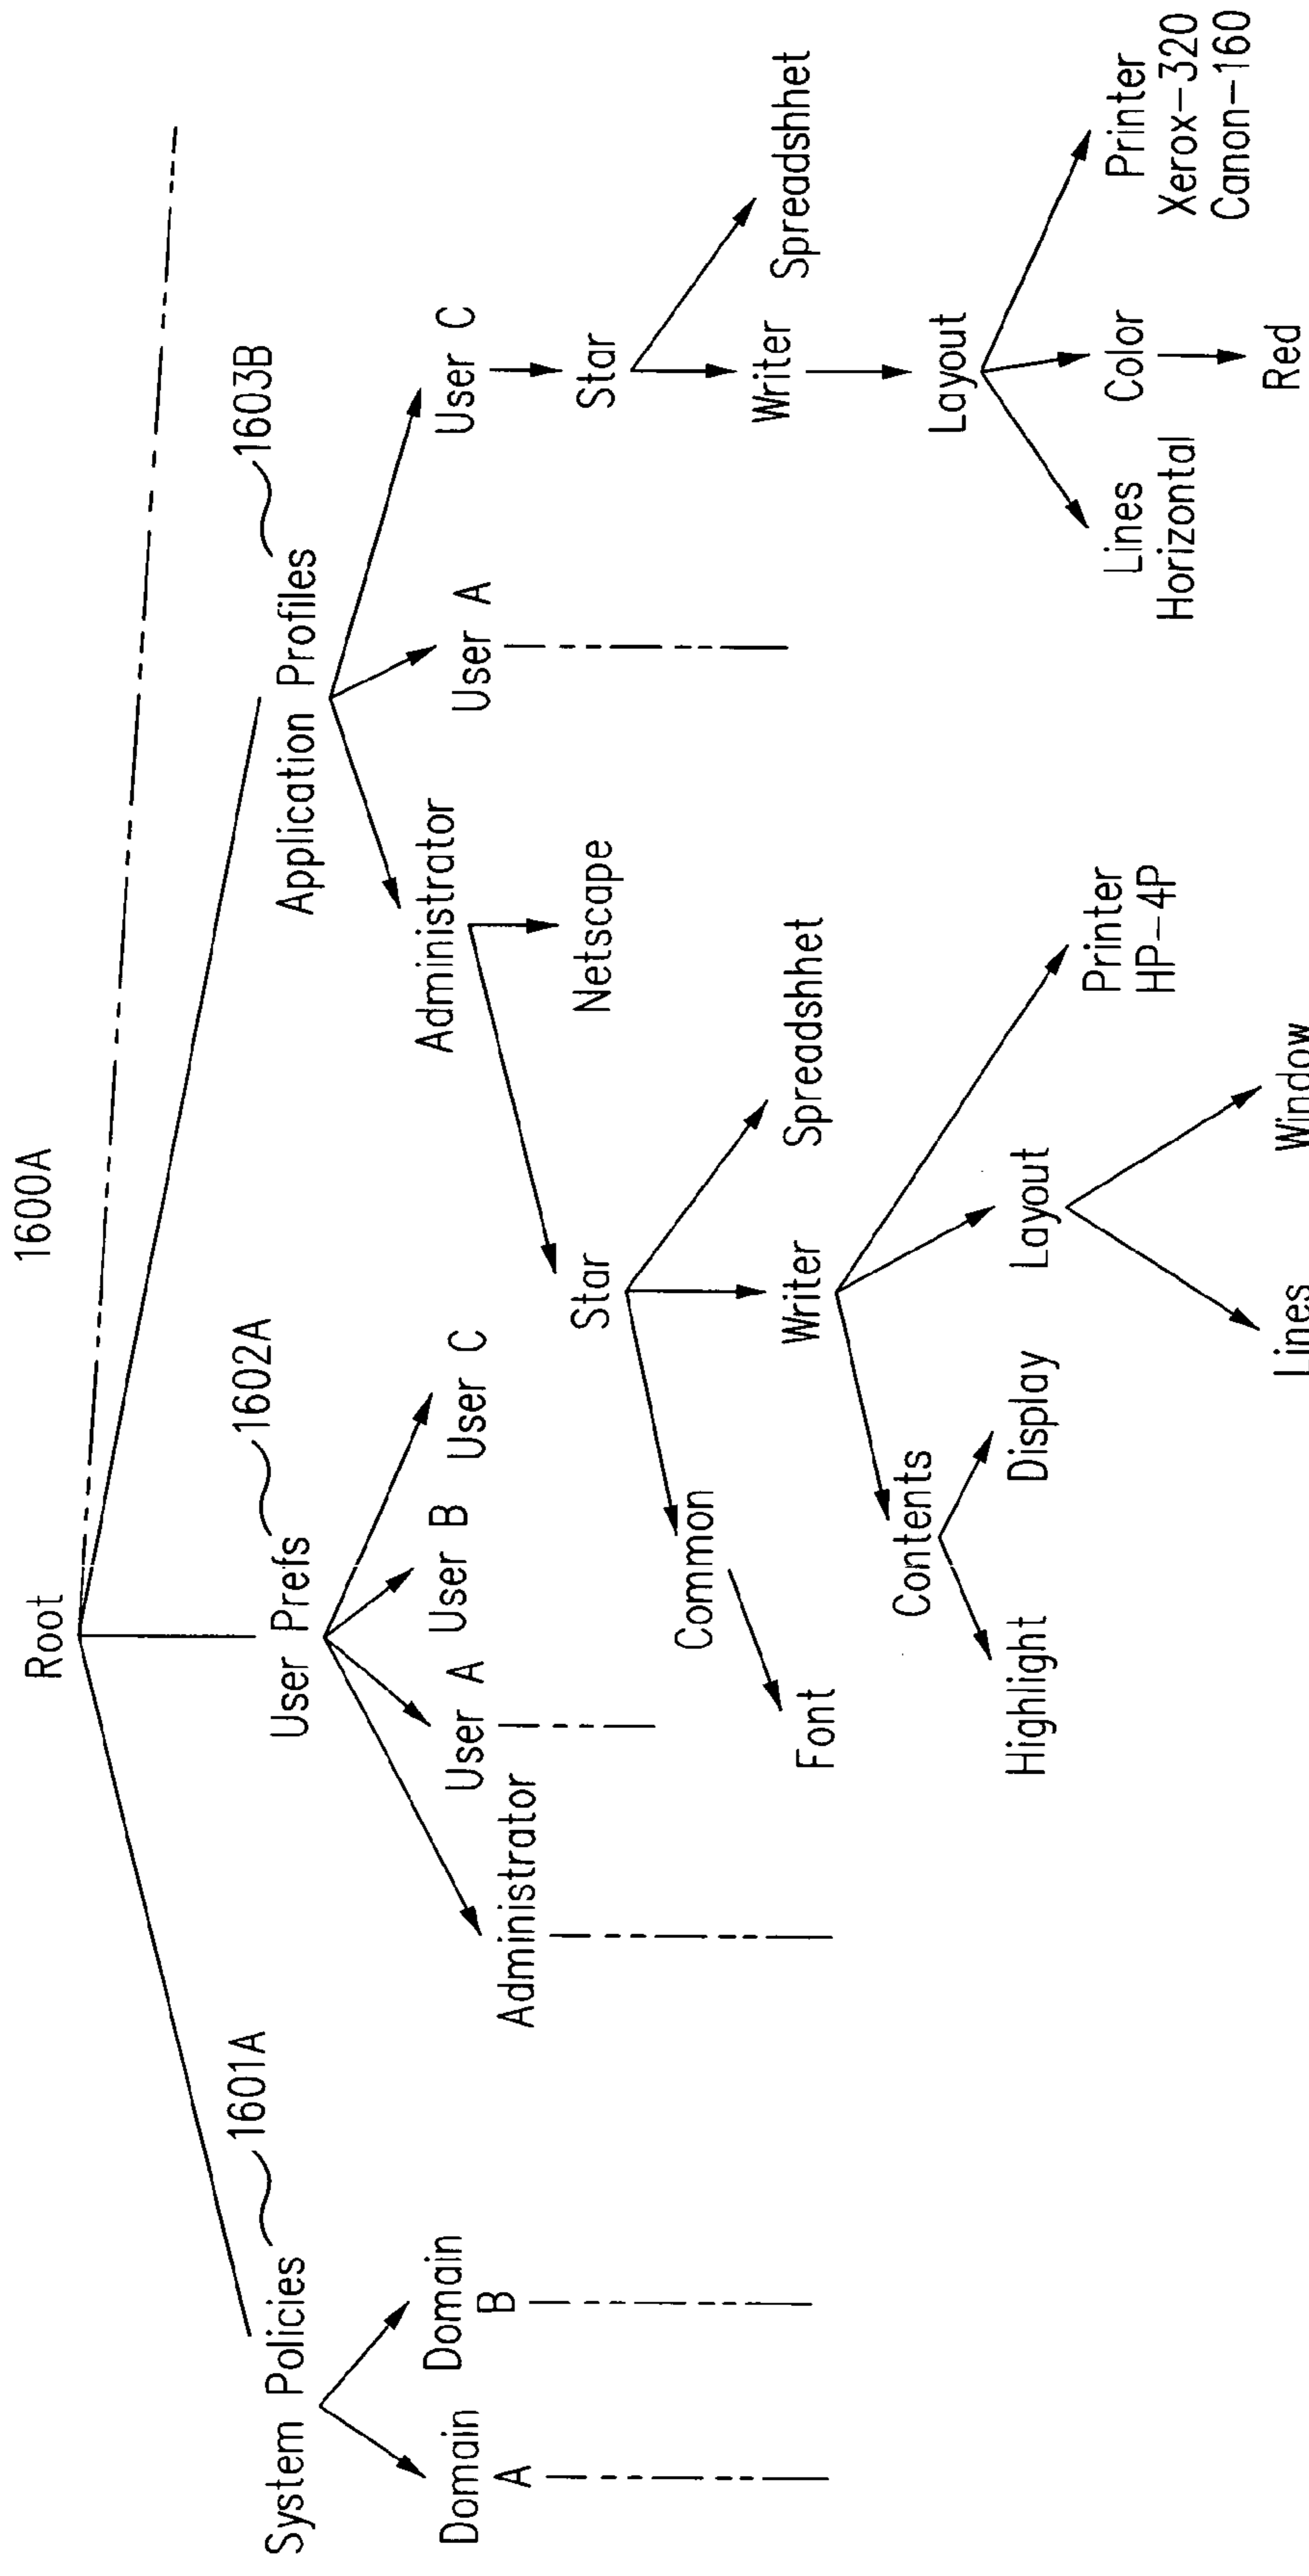 1600A
Root
System Policies
1601A
User Prefs
1602A
Application Profiles
1603B
Domain
A
Domain
B
Administrator
User A
User B
User C
Administrator
User A
User C
Star
Netscape
Star
Common
Writer
Spreadshhet
Writer
Spreadshhet
Font
Contents
Layout
Printer
HP-4P
Layout
Highlight
Display
Lines
Horizontal
Color
Printer
Xerox-320
Canon-160
Lines
Window
Red